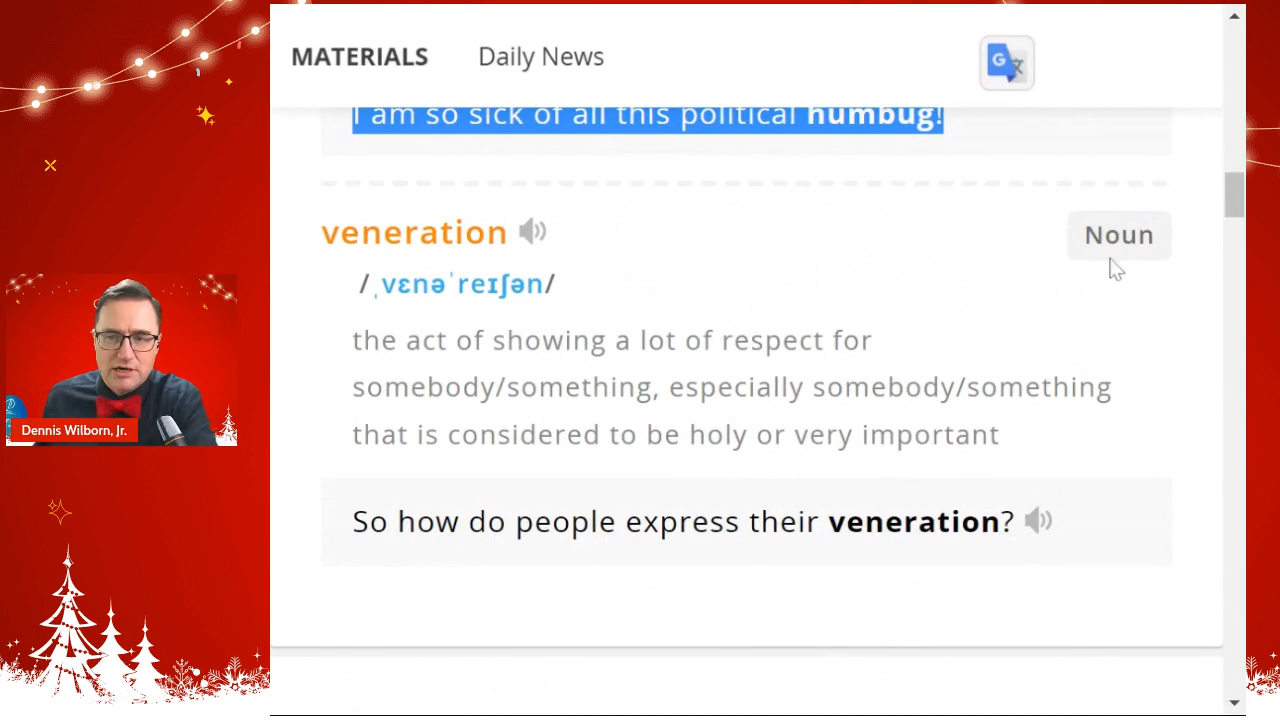 MATERIALS
Daily News
G
I am so sick of all this political humbug!
veneration
Noun
/ˌvɛnəˈreɪʃən/
the act of showing a lot of respect for
somebody/something, especially somebody/something
that is considered to be holy or very important
So how do people express their veneration?
Dennis Wilborn, Jr.